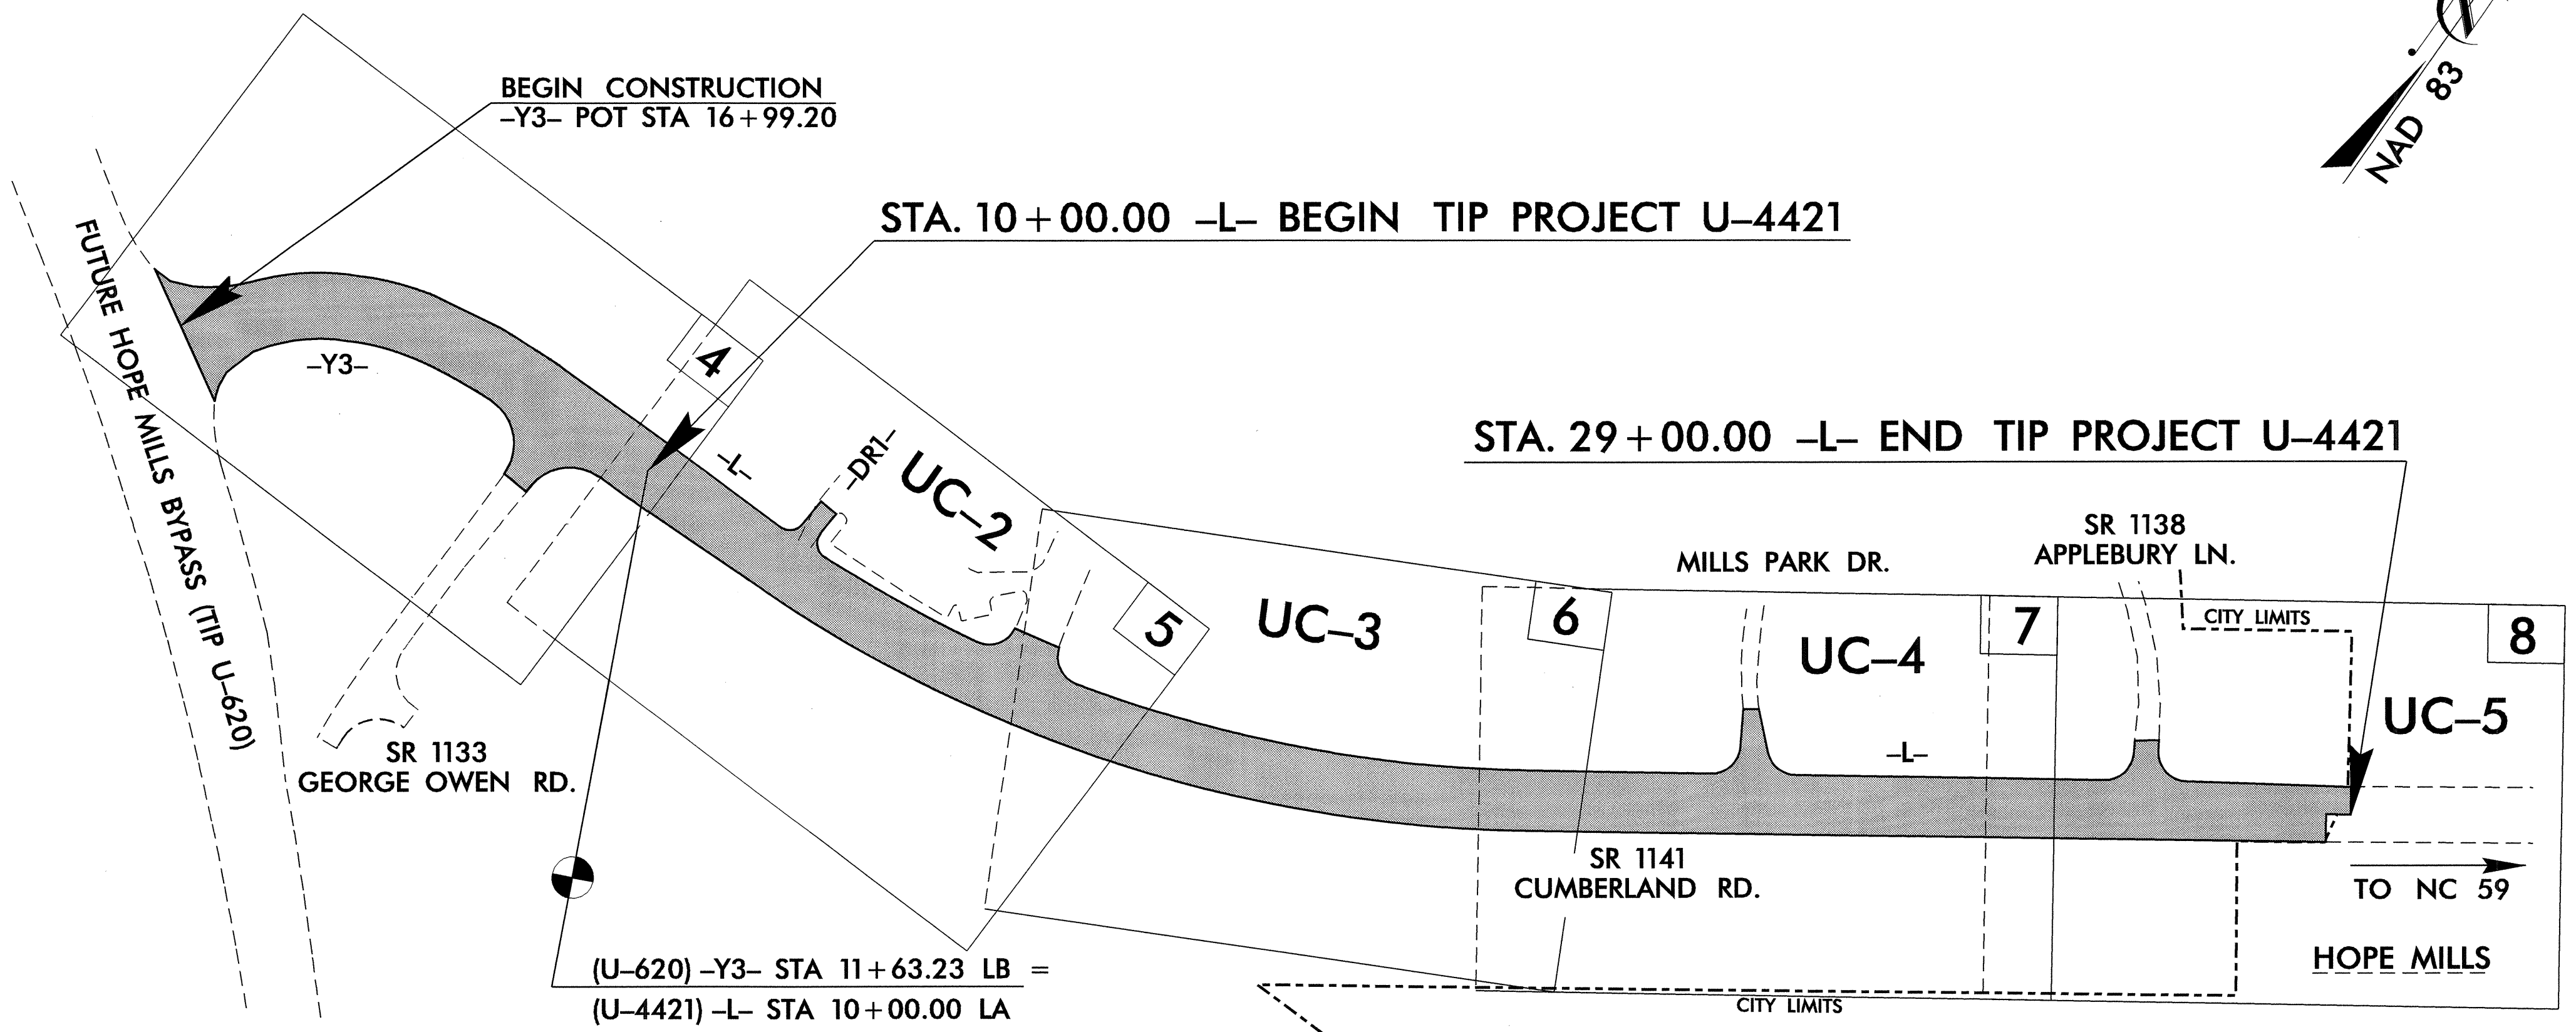 BEGIN CONSTRUCTION
–Y3– POT STA 16+99.20
NAD 83
STA. 10+00.00 –L– BEGIN TIP PROJECT U–4421
FUTURE HOPE MILLS BYPASS (TIP U–620)
–Y3–
4
–L–
–DR1–
UC–2
STA. 29+00.00 –L– END TIP PROJECT U–4421
5
UC–3
6
MILLS PARK DR.
UC–4
7
SR 1138
APPLEBURY LN.
CITY LIMITS
8
UC–5
–L–
SR 1133
GEORGE OWEN RD.
SR 1141
CUMBERLAND RD.
TO NC 59
HOPE MILLS
(U–620) –Y3– STA 11+63.23 LB =
(U–4421) –L– STA 10+00.00 LA
CITY LIMITS